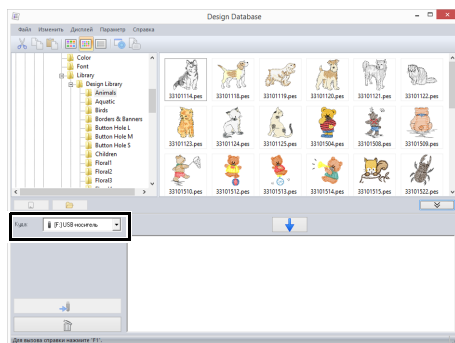 Design Database
Файл Изменить Дисплей Параметр Справка
Color
Font
Library
Design Library
Animals
Aquatic
Birds
Borders & Banners
Button Hole L
Button Hole M
Button Hole S
Children
Floral1
Floral2
Floral3
33101114.pes 33101118.pes 33101119.pes 33101120.pes 33101121.pes 33101122.pes
33101123.pes 33101124.pes 33101125.pes 33101504.pes 33101508.pes 33101509.pes
33101510.pes 33101512.pes 33101513.pes 33101514.pes 33101515.pes 33101522.pes
Куда: [F:] USB-носитель
Для вызова справки нажмите "F1".